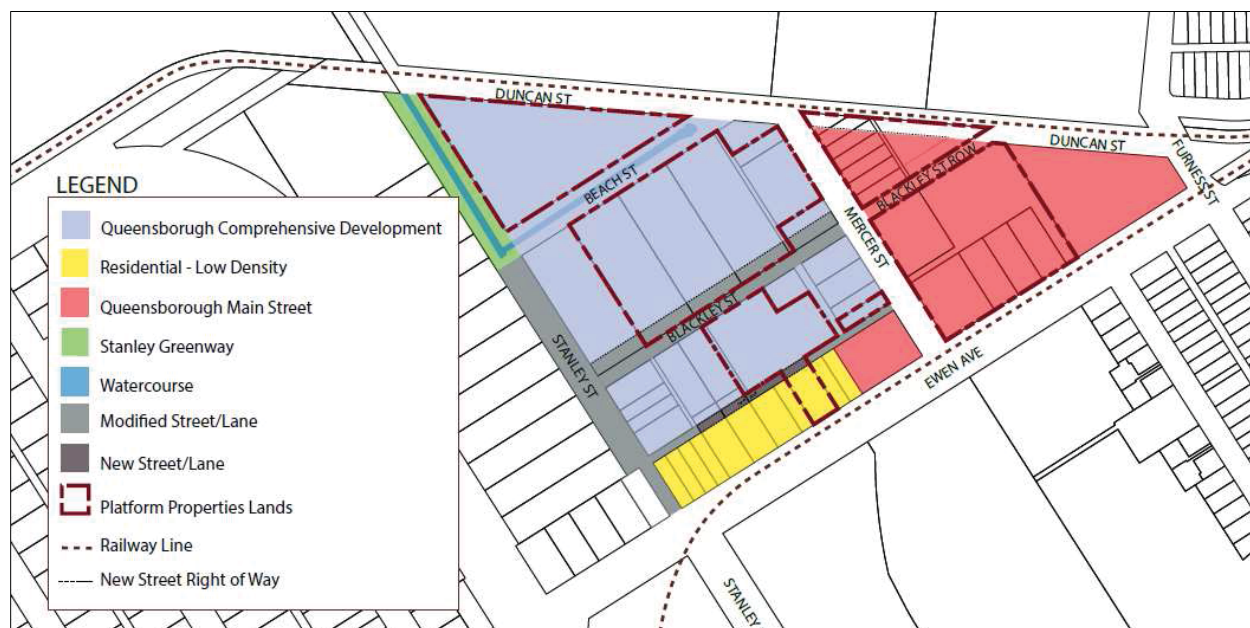 DUNCAN ST
DUNCAN ST
FURNESS ST
BEACH ST
BLACKLEY ST ROW
MERCER ST
BLACKLEY ST
STANLEY ST
EWEN AVE
STANLEY
LEGEND
Queensborugh Comprehensive Development
Residential - Low Density
Queensborough Main Street
Stanley Greenway
Watercourse
Modified Street/Lane
New Street/Lane
Platform Properties Lands
Railway Line
New Street Right of Way